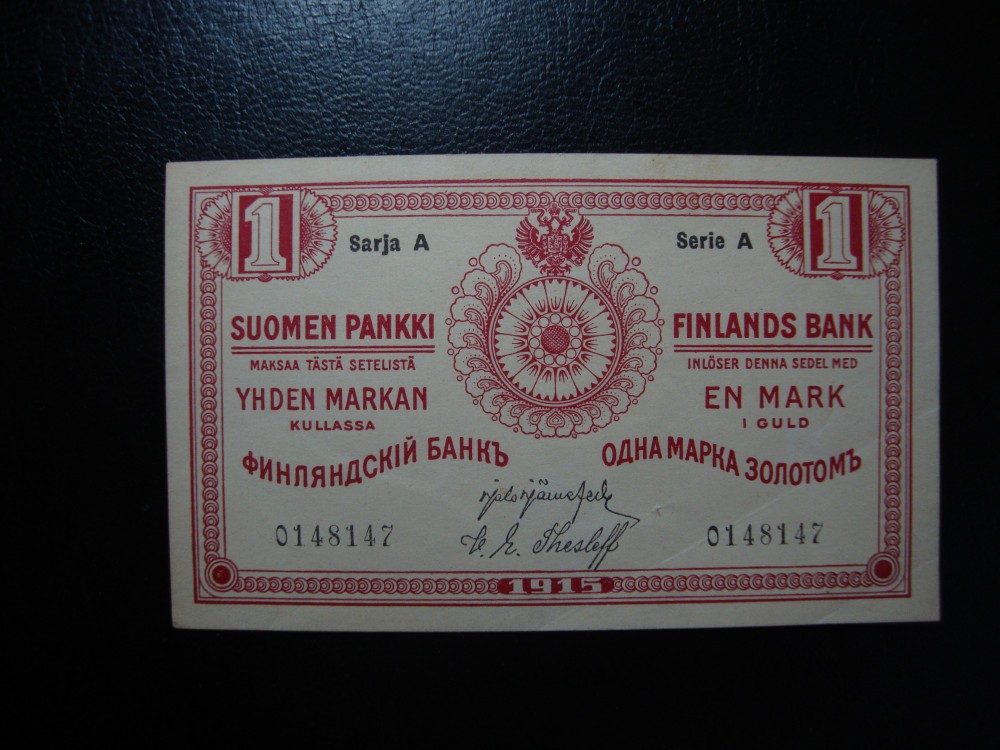 1
1
Sarja A
Serie A
SUOMEN PANKKI
MAKSAA TÄSTÄ SETELISTÄ
YHDEN MARKAN
KULLASSA
FINLANDS BANK
INLÖSER DENNA SEDEL MED
EN MARK
I GULD
ФИНЛЯНДСКІЙ БАНКЪ
ОДНА МАРКА ЗОЛОТОМЪ
Thesleff
0148147
0148147
1915